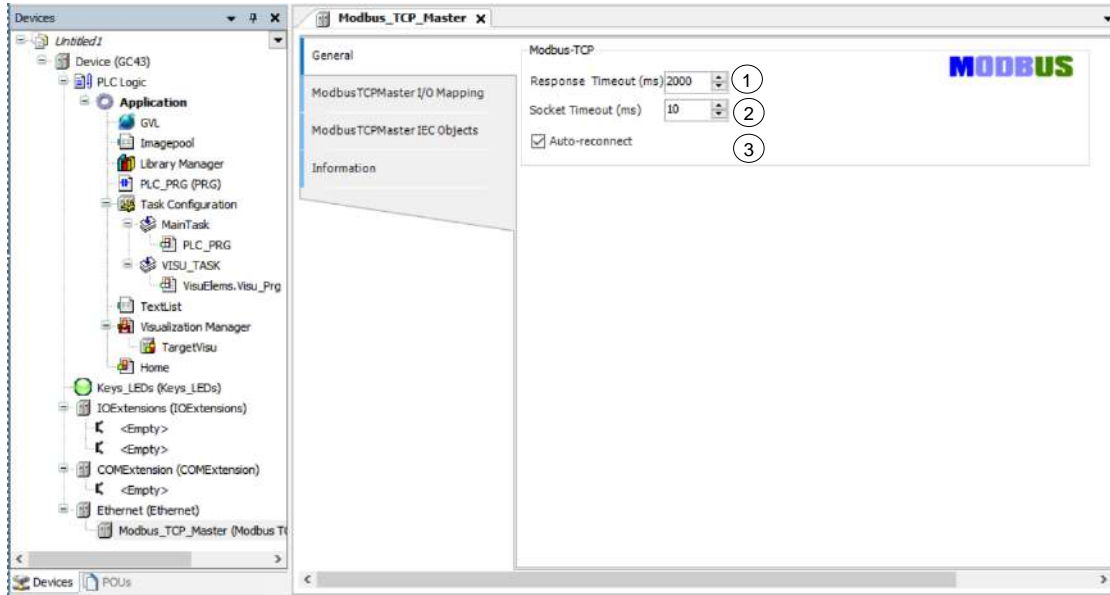 Devices
Untitled1
Device (GC43)
PLC Logic
Application
GVL
Imagepool
Library Manager
PLC_PRG (PRG)
Task Configuration
MainTask
PLC_PRG
VISU_TASK
VisuElems.Visu_Prg
TextList
Visualization Manager
TargetVisu
Home
Keys_LEDs (Keys_LEDs)
IOExtensions (IOExtensions)
<Empty>
<Empty>
COMExtension (COMExtension)
<Empty>
Ethernet (Ethernet)
Modbus_TCP_Master (Modbus T
Devices POUs
Modbus_TCP_Master
General
ModbusTCPMaster I/O Mapping
ModbusTCPMaster IEC Objects
Information
Modbus-TCP
MODBUS
Response Timeout (ms) 2000 1
Socket Timeout (ms) 10 2
Auto-reconnect 3